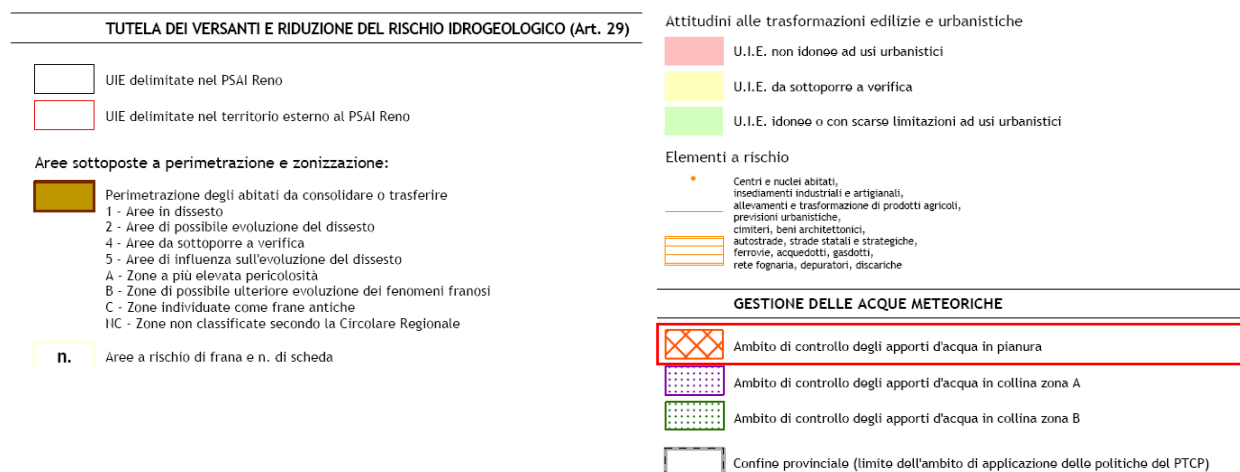 TUTELA DEI VERSANTI E RIDUZIONE DEL RISCHIO IDROGEOLOGICO (Art. 29)
UIE delimitate nel PSAI Reno
UIE delimitate nel territorio esterno al PSAI Reno
Aree sottoposte a perimetrazione e zonizzazione:
Perimetrazione degli abitati da consolidare o trasferire
1 - Aree in dissesto
2 - Aree di possibile evoluzione del dissesto
4 - Aree da sottoporre a verifica
5 - Aree di influenza sull'evoluzione del dissesto
A - Zone a più elevata pericolosità
B - Zone di possibile ulteriore evoluzione dei fenomeni franosi
C - Zone individuate come frane antiche
NC - Zone non classificate secondo la Circolare Regionale
n. Aree a rischio di frana e n. di scheda
Attitudini alle trasformazioni edilizie e urbanistiche
U.I.E. non idonee ad usi urbanistici
U.I.E. da sottoporre a verifica
U.I.E. idonee o con scarse limitazioni ad usi urbanistici
Elementi a rischio
Centri e nuclei abitati,
insediamenti industriali e artigianali,
allevamenti e trasformazione di prodotti agricoli,
previsioni urbanistiche,
cimiteri, beni architettonici,
autostrade, strade statali e strategiche,
ferrovie, acquedotti, gasdotti,
rete fognaria, depuratori, discariche
GESTIONE DELLE ACQUE METEORICHE
Ambito di controllo degli apporti d'acqua in pianura
Ambito di controllo degli apporti d'acqua in collina zona A
Ambito di controllo degli apporti d'acqua in collina zona B
Confine provinciale (limite dell'ambito di applicazione delle politiche del PTCP)